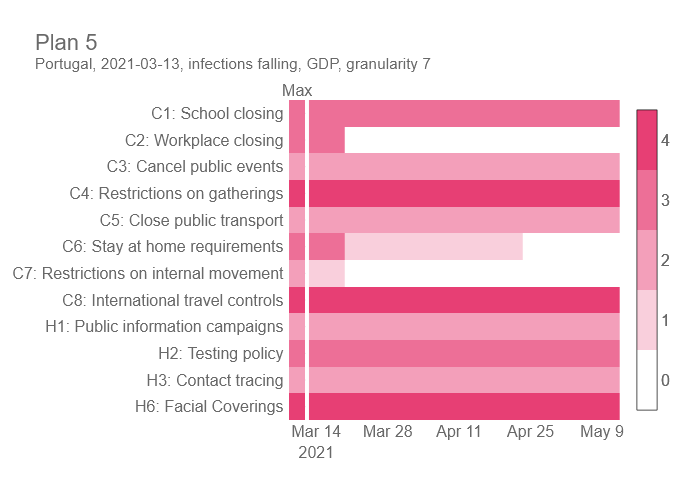 Plan 5
Portugal, 2021-03-13, infections falling, GDP, granularity 7
Max
C1: School closing
C2: Workplace closing
C3: Cancel public events
C4: Restrictions on gatherings
C5: Close public transport
C6: Stay at home requirements
C7: Restrictions on internal movement
C8: International travel controls
H1: Public information campaigns
H2: Testing policy
H3: Contact tracing
H6: Facial Coverings
Mar 14 Mar 28 Apr 11 Apr 25 May 9
2021
4
3
2
1
0